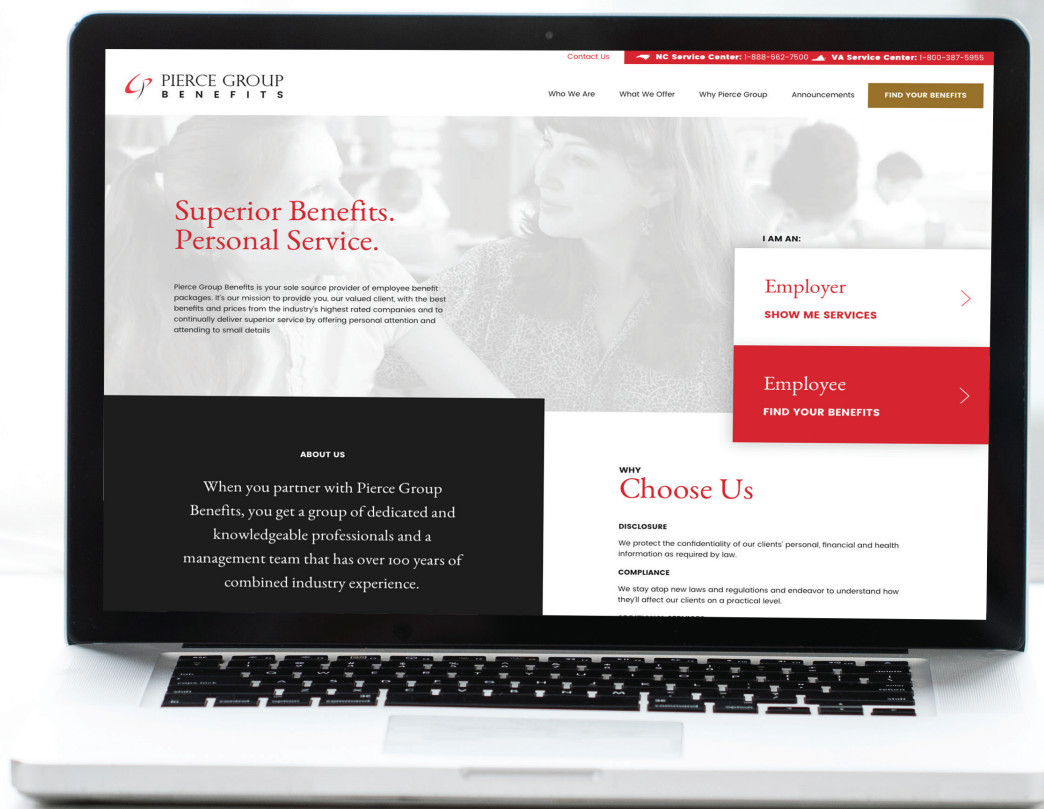 Contact Us
NC Service Center: 1-888-662-7500 VA Service Center: 1-800-387-5955
PIERCE GROUP
BENEFITS
Who We Are What We Offer Why Pierce Group Announcements FIND YOUR BENEFITS
Superior Benefits.
Personal Service.
Pierce Group Benefits is your sole source provider of employee benefit
packages. It's our mission to provide you, our valued client, with the best
benefits and prices from the industry's highest rated companies and to
continually deliver superior service by offering personal attention and
attending to small details
I AM AN:
Employer
SHOW ME SERVICES
Employee
FIND YOUR BENEFITS
ABOUT US
When you partner with Pierce Group
Benefits, you get a group of dedicated and
knowledgeable professionals and a
management team that has over 100 years of
combined industry experience.
WHY
Choose Us
DISCLOSURE
We protect the confidentiality of our clients' personal, financial and health
information as required by law.
COMPLIANCE
We stay atop new laws and regulations and endeavor to understand how
they'll affect our clients on a practical level.